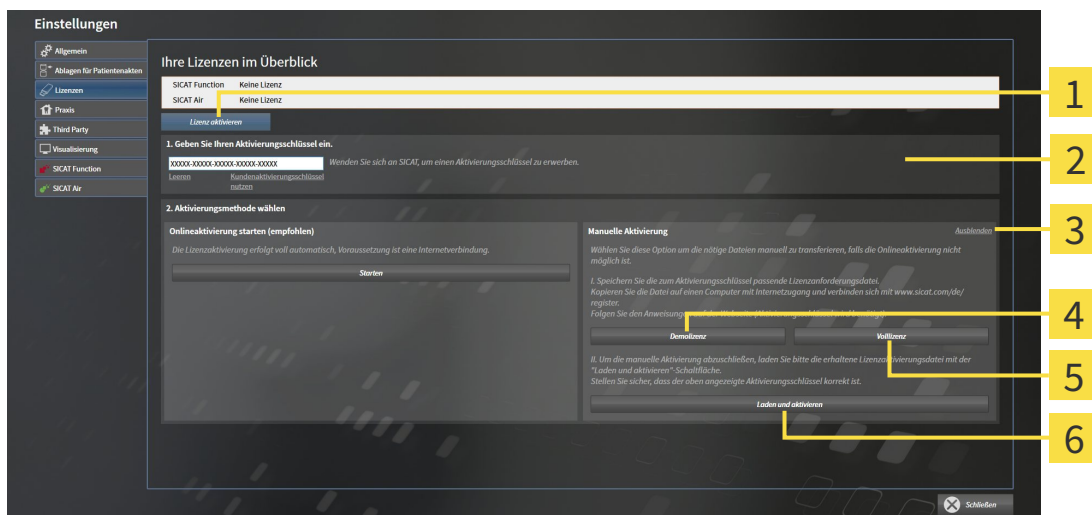 Einstellungen
Allgemein
Ablagen für Patientenakten
Lizenzen
Praxis
Third Party
Visualisierung
SICAT Function
SICAT Air
Ihre Lizenzen im Überblick
SICAT Function Keine Lizenz
SICAT Air Keine Lizenz
Lizenz aktivieren
1. Geben Sie Ihren Aktivierungsschlüssel ein.
XXXXX-XXXXX-XXXXX-XXXXX-XXXXX
Wenden Sie sich an SICAT, um einen Aktivierungsschlüssel zu erwerben.
Leeren
Kundenaktivierungsschlüssel
nutzen
2. Aktivierungsmethode wählen
Onlineaktivierung starten (empfohlen)
Die Lizenzaktivierung erfolgt voll automatisch, Voraussetzung ist eine Internetverbindung.
Starten
Manuelle Aktivierung
Ausblenden
Wählen Sie diese Option um die nötige Dateien manuell zu transferieren, falls die Onlineaktivierung nicht
möglich ist.
I. Speichern Sie die zum Aktivierungsschlüssel passende Lizenzanforderungsdatei.
Kopieren Sie die Datei auf einen Computer mit Internetzugang und verbinden sich mit www.sicat.com/de/
register.
Folgen Sie den Anweisungen auf der Webseite (Aktivierungsschlüssel wird benötigt).
Demolizenz
Volllizenz
II. Um die manuelle Aktivierung abzuschließen, laden Sie bitte die erhaltene Lizenzaktivierungsdatei mit der
"Laden und aktivieren"-Schaltfläche.
Stellen Sie sicher, dass der oben angezeigte Aktivierungsschlüssel korrekt ist.
Laden und aktivieren
Schließen
1
2
3
4
5
6